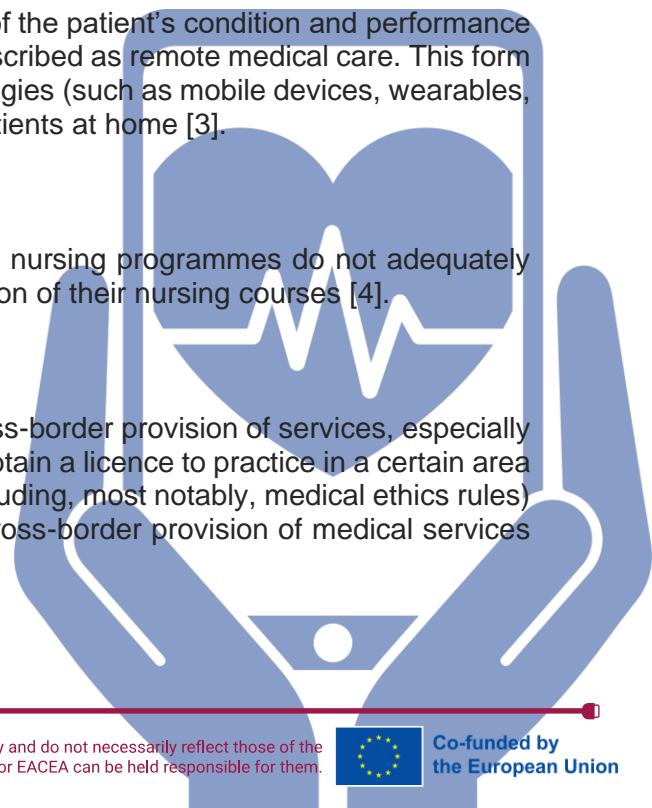 of the patient's condition and performance
scribed as remote medical care. This form
gies (such as mobile devices, wearables,
tients at home [3].
nursing programmes do not adequately
on of their nursing courses [4].
ss-border provision of services, especially
btain a licence to practice in a certain area
uding, most notably, medical ethics rules)
ross-border provision of medical services
y and do not necessarily reflect those of the
or EACEA can be held responsible for them.
Co-funded by
the European Union